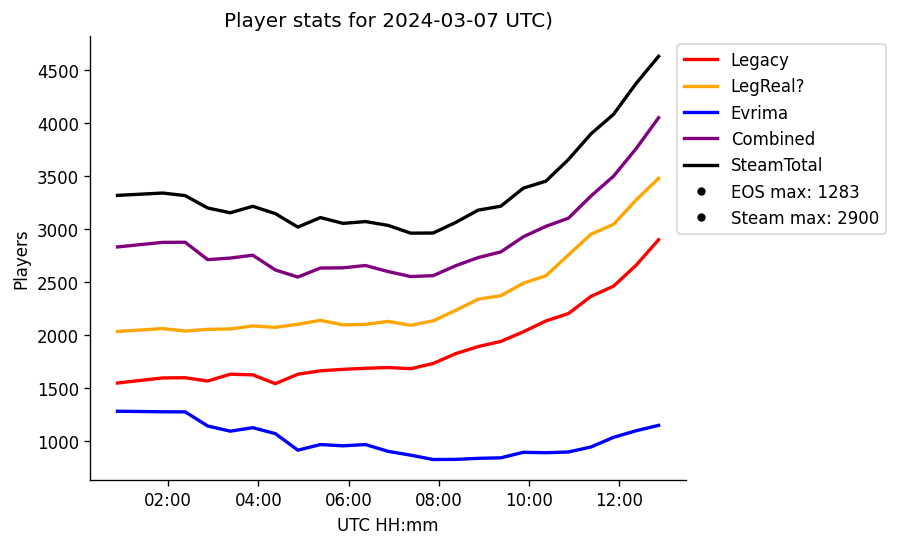 Player stats for 2024-03-07 UTC)
Legacy
LegReal?
Evrima
Combined
SteamTotal
EOS max: 1283
Steam max: 2900
Players
4500
4000
3500
3000
2500
2000
1500
1000
02:00
04:00
06:00
08:00
10:00
12:00
UTC HH:mm